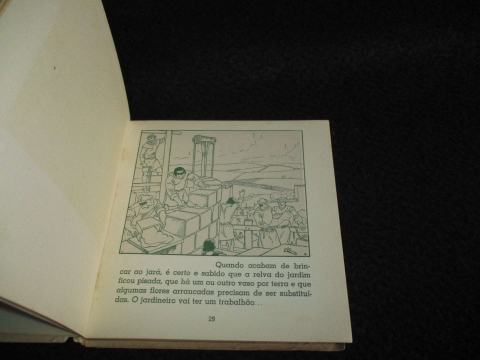 Quando acabam de brin-
car ao jará, é certo e sabido que a relva do jardim
ficou pisada, que há um ou outro vaso por terra e que
algumas flores arrancadas precisam de ser substituí-
das. O jardineiro vai ter um trabalhão...
29